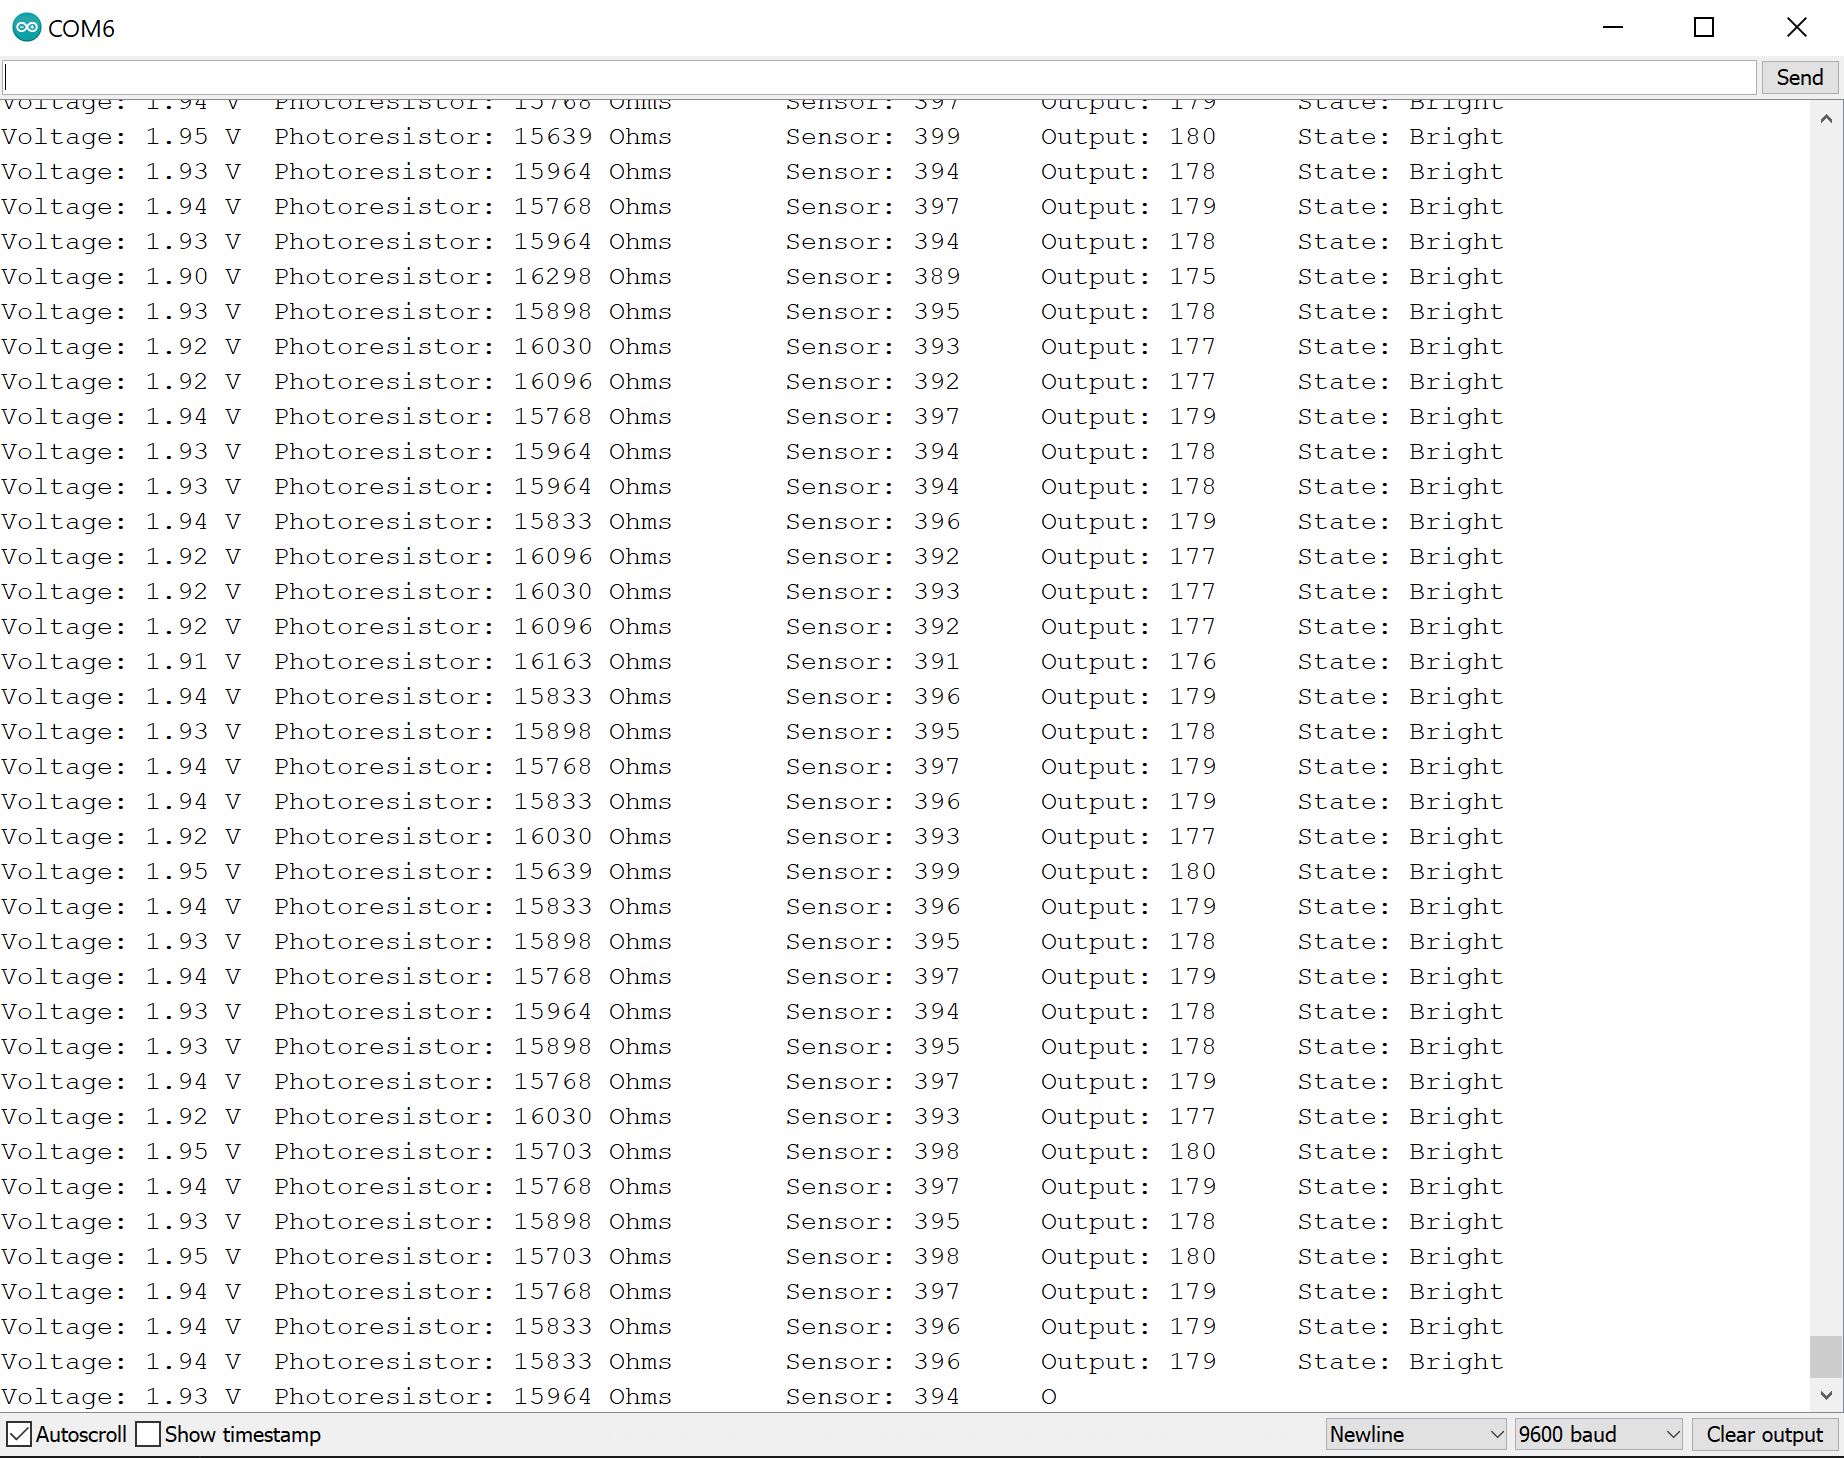 COM6
Send
Voltage: 1.94 V Photoresistor: 15768 Ohms Sensor: 397 Output: 179 State: Bright
Voltage: 1.95 V Photoresistor: 15639 Ohms Sensor: 399 Output: 180 State: Bright
Voltage: 1.93 V Photoresistor: 15964 Ohms Sensor: 394 Output: 178 State: Bright
Voltage: 1.94 V Photoresistor: 15768 Ohms Sensor: 397 Output: 179 State: Bright
Voltage: 1.93 V Photoresistor: 15964 Ohms Sensor: 394 Output: 178 State: Bright
Voltage: 1.90 V Photoresistor: 16298 Ohms Sensor: 389 Output: 175 State: Bright
Voltage: 1.93 V Photoresistor: 15898 Ohms Sensor: 395 Output: 178 State: Bright
Voltage: 1.92 V Photoresistor: 16030 Ohms Sensor: 393 Output: 177 State: Bright
Voltage: 1.92 V Photoresistor: 16096 Ohms Sensor: 392 Output: 177 State: Bright
Voltage: 1.94 V Photoresistor: 15768 Ohms Sensor: 397 Output: 179 State: Bright
Voltage: 1.93 V Photoresistor: 15964 Ohms Sensor: 394 Output: 178 State: Bright
Voltage: 1.93 V Photoresistor: 15964 Ohms Sensor: 394 Output: 178 State: Bright
Voltage: 1.94 V Photoresistor: 15833 Ohms Sensor: 396 Output: 179 State: Bright
Voltage: 1.92 V Photoresistor: 16096 Ohms Sensor: 392 Output: 177 State: Bright
Voltage: 1.92 V Photoresistor: 16030 Ohms Sensor: 393 Output: 177 State: Bright
Voltage: 1.92 V Photoresistor: 16096 Ohms Sensor: 392 Output: 177 State: Bright
Voltage: 1.91 V Photoresistor: 16163 Ohms Sensor: 391 Output: 176 State: Bright
Voltage: 1.94 V Photoresistor: 15833 Ohms Sensor: 396 Output: 179 State: Bright
Voltage: 1.93 V Photoresistor: 15898 Ohms Sensor: 395 Output: 178 State: Bright
Voltage: 1.94 V Photoresistor: 15768 Ohms Sensor: 397 Output: 179 State: Bright
Voltage: 1.94 V Photoresistor: 15833 Ohms Sensor: 396 Output: 179 State: Bright
Voltage: 1.92 V Photoresistor: 16030 Ohms Sensor: 393 Output: 177 State: Bright
Voltage: 1.95 V Photoresistor: 15639 Ohms Sensor: 399 Output: 180 State: Bright
Voltage: 1.94 V Photoresistor: 15833 Ohms Sensor: 396 Output: 179 State: Bright
Voltage: 1.93 V Photoresistor: 15898 Ohms Sensor: 395 Output: 178 State: Bright
Voltage: 1.94 V Photoresistor: 15768 Ohms Sensor: 397 Output: 179 State: Bright
Voltage: 1.93 V Photoresistor: 15964 Ohms Sensor: 394 Output: 178 State: Bright
Voltage: 1.93 V Photoresistor: 15898 Ohms Sensor: 395 Output: 178 State: Bright
Voltage: 1.94 V Photoresistor: 15768 Ohms Sensor: 397 Output: 179 State: Bright
Voltage: 1.92 V Photoresistor: 16030 Ohms Sensor: 393 Output: 177 State: Bright
Voltage: 1.95 V Photoresistor: 15703 Ohms Sensor: 398 Output: 180 State: Bright
Voltage: 1.94 V Photoresistor: 15768 Ohms Sensor: 397 Output: 179 State: Bright
Voltage: 1.93 V Photoresistor: 15898 Ohms Sensor: 395 Output: 178 State: Bright
Voltage: 1.95 V Photoresistor: 15703 Ohms Sensor: 398 Output: 180 State: Bright
Voltage: 1.94 V Photoresistor: 15768 Ohms Sensor: 397 Output: 179 State: Bright
Voltage: 1.94 V Photoresistor: 15833 Ohms Sensor: 396 Output: 179 State: Bright
Voltage: 1.94 V Photoresistor: 15833 Ohms Sensor: 396 Output: 179 State: Bright
Voltage: 1.93 V Photoresistor: 15964 Ohms Sensor: 394 O
Autoscroll Show timestamp Newline 9600 baud Clear output